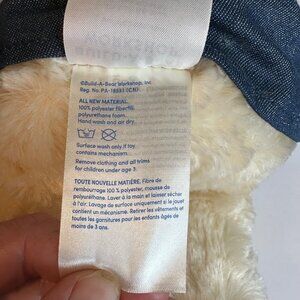 ©Build-A-Bear Workshop, Inc.
Reg. No. PA-18551 (CN)
ALL NEW MATERIAL.
100% polyester fiberfill,
polyurethane foam.
Hand wash and air dry.
Surface wash only if toy
contains mechanism.
Remove clothing and all trims
for children under age 3.
TOUTE NOUVELLE MATIÈRE. Fibre de
rembourrage 100 % polyester, mousse de
polyuréthane. Laver à la main et laisser sécher
à l'air. Lavage de surface uniquement si le jouet
contient un mécanisme. Retirer les vêtements et
toutes les garnitures pour les enfants âgés de
moins de 3 ans.